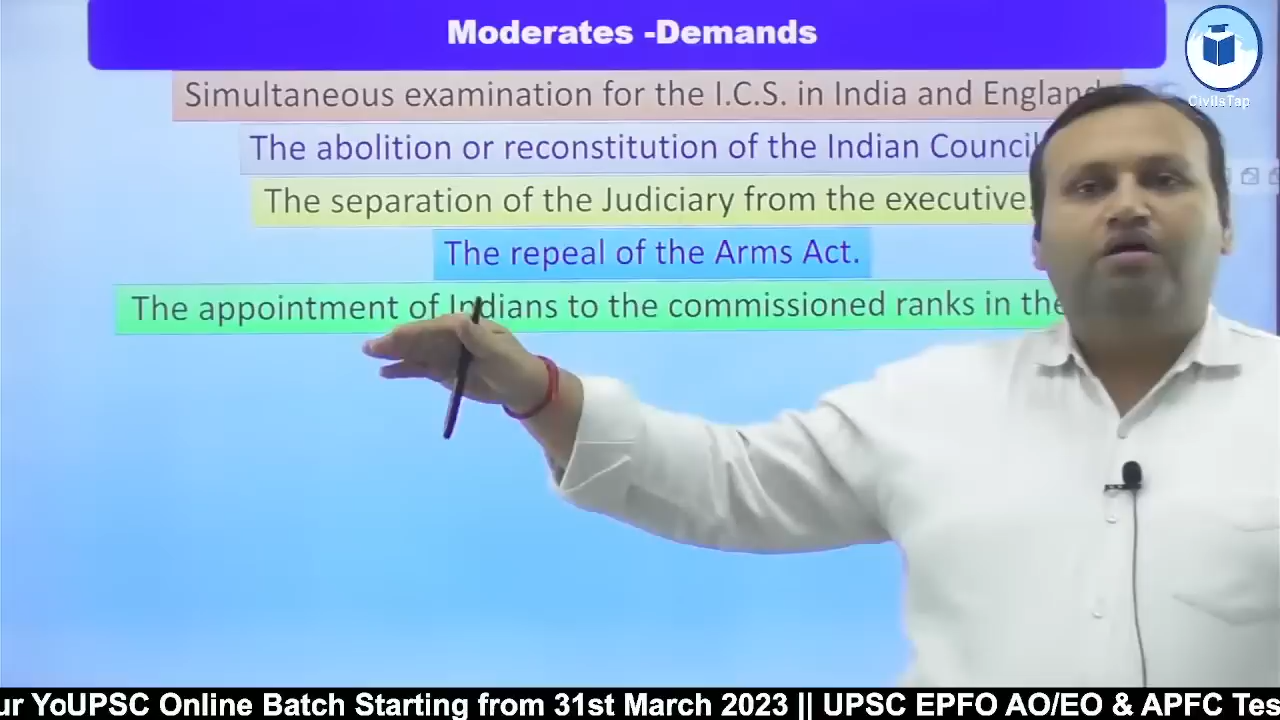 Moderates -Demands
CivilsTap
Simultaneous examination for the I.C.S. in India and England
The abolition or reconstitution of the Indian Council
The separation of the Judiciary from the executive.
The repeal of the Arms Act.
The appointment of Indians to the commissioned ranks in the
ur YoUPSC Online Batch Starting from 31st March 2023 || UPSC EPFO AO/EO & APFC Tes